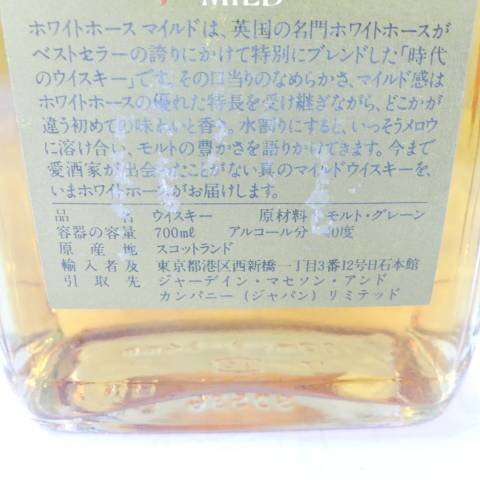 MILD
ホワイトホース マイルドは、英国の名門ホワイトホースが
ベストセラーの誇りにかけて特別にブレンドした「時代
のウイスキー」です。その口当りのなめらかさ、マイルド感は
ホワイトホースの優れた特長を受け継ぎながら、どこかが
違う初めての味わいと香り。水割りにすると、いっそうメロウ
に溶け合い、モルトの豊かさを語りかけてきます。今まで
愛酒家が出会ったことがない真のマイルドウイスキーを、
いまホワイトホースがお届けします。
品名 ウイスキー 原材料 モルト・グレーン
容器の容量 700ml アルコール分 0度
原産地 スコットランド
輸入者及 東京都港区西新橋一丁目3番12号日石本館
引取先 ジャーデイン・マセソン・アンド
カンパニー(ジャパン)リミテッド